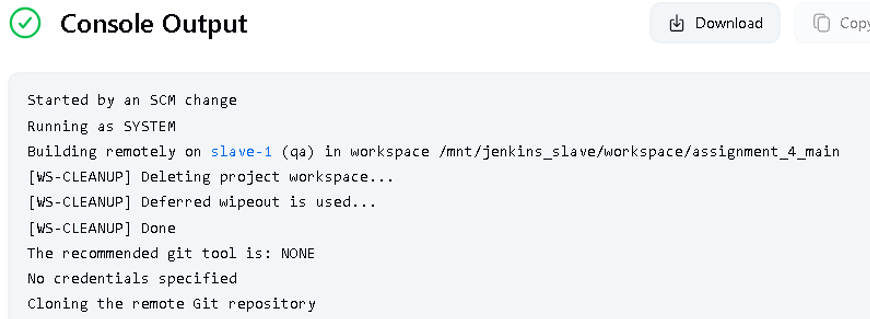 Console Output
Download
Copy
Started by an SCM change
Running as SYSTEM
Building remotely on slave-1 (qa) in workspace /mnt/jenkins_slave/workspace/assignment_4_main
[WS-CLEANUP] Deleting project workspace...
[WS-CLEANUP] Deferred wipeout is used...
[WS-CLEANUP] Done
The recommended git tool is: NONE
No credentials specified
Cloning the remote Git repository